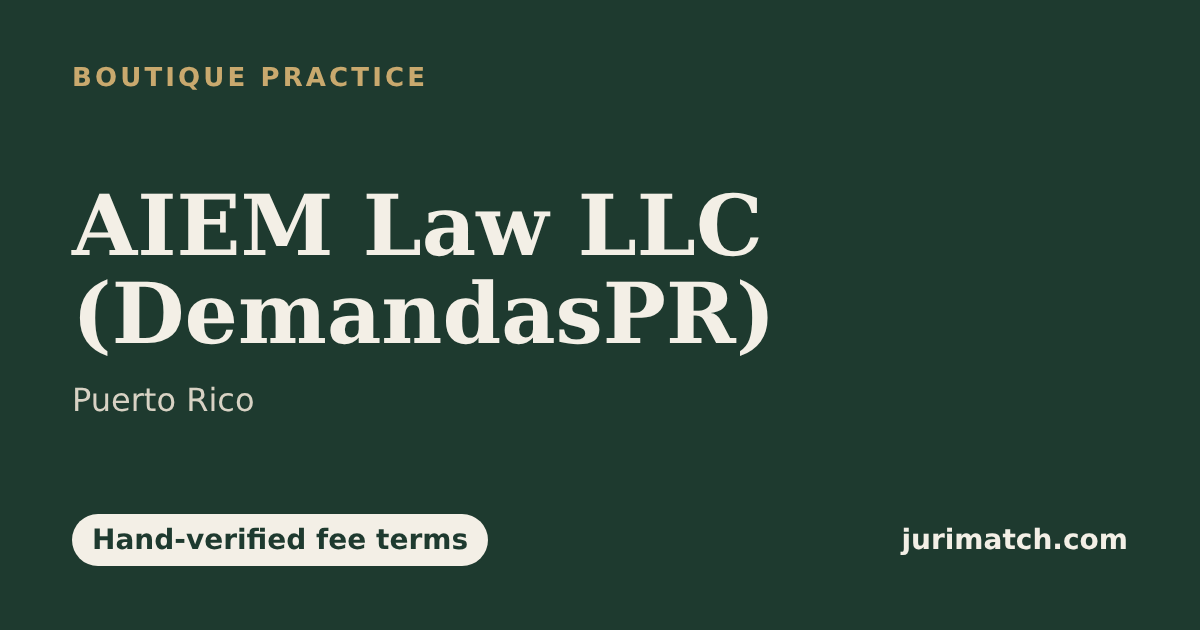 BOUTIQUE PRACTICE
AIEM Law LLC
(DemandasPR)
Puerto Rico
Hand-verified fee terms
jurimatch.com